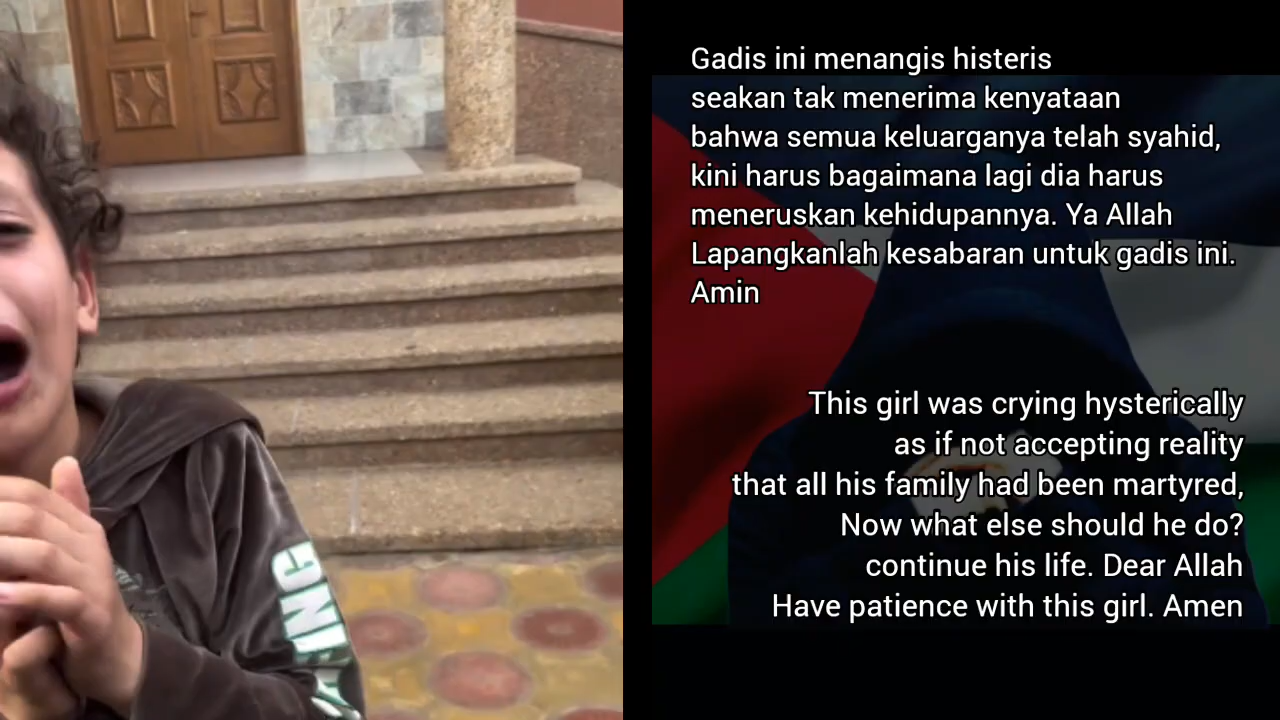 Gadis ini menangis histeris
seakan tak menerima kenyataan
bahwa semua keluarganya telah syahid,
kini harus bagaimana lagi dia harus
meneruskan kehidupannya. Ya Allah
Lapangkanlah kesabaran untuk gadis ini.
Amin
This girl was crying hysterically
as if not accepting reality
that all his family had been martyred,
Now what else should he do?
continue his life. Dear Allah
Have patience with this girl. Amen